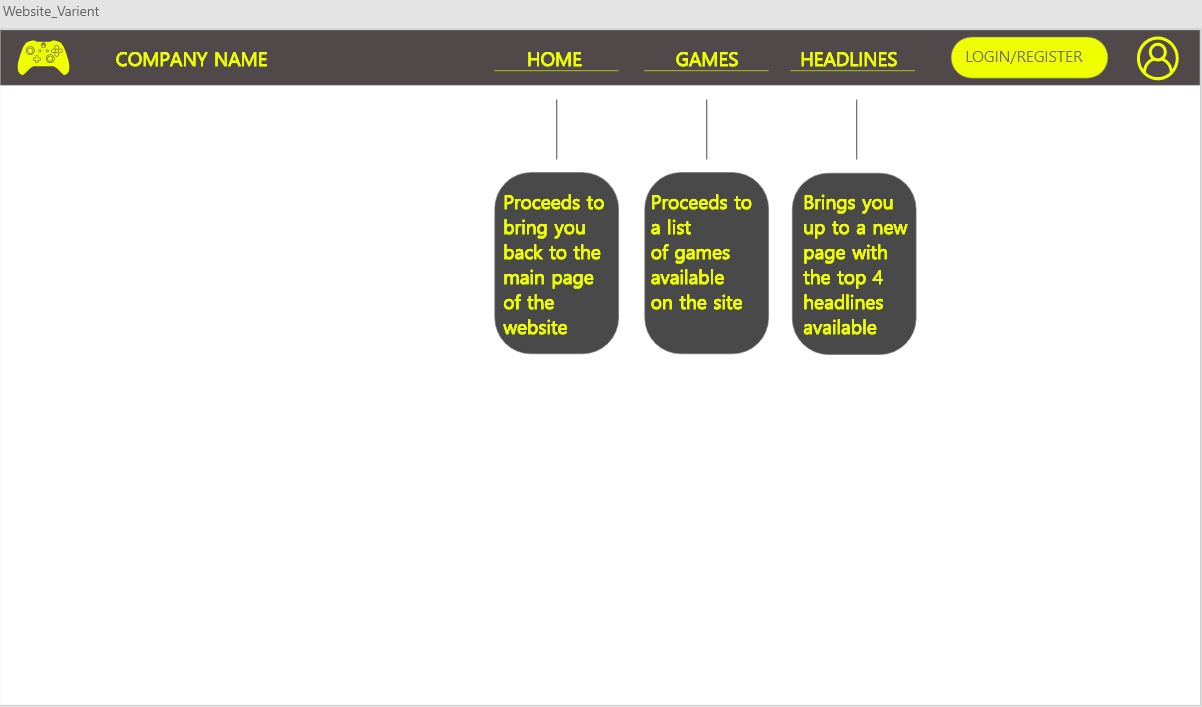 Website_Varient
COMPANY NAME
HOME
GAMES
HEADLINES
LOGIN/REGISTER
Proceeds to
bring you
back to the
main page
of the
website
Proceeds to
a list
of games
available
on the site
Brings you
up to a new
page with
the top 4
headlines
available